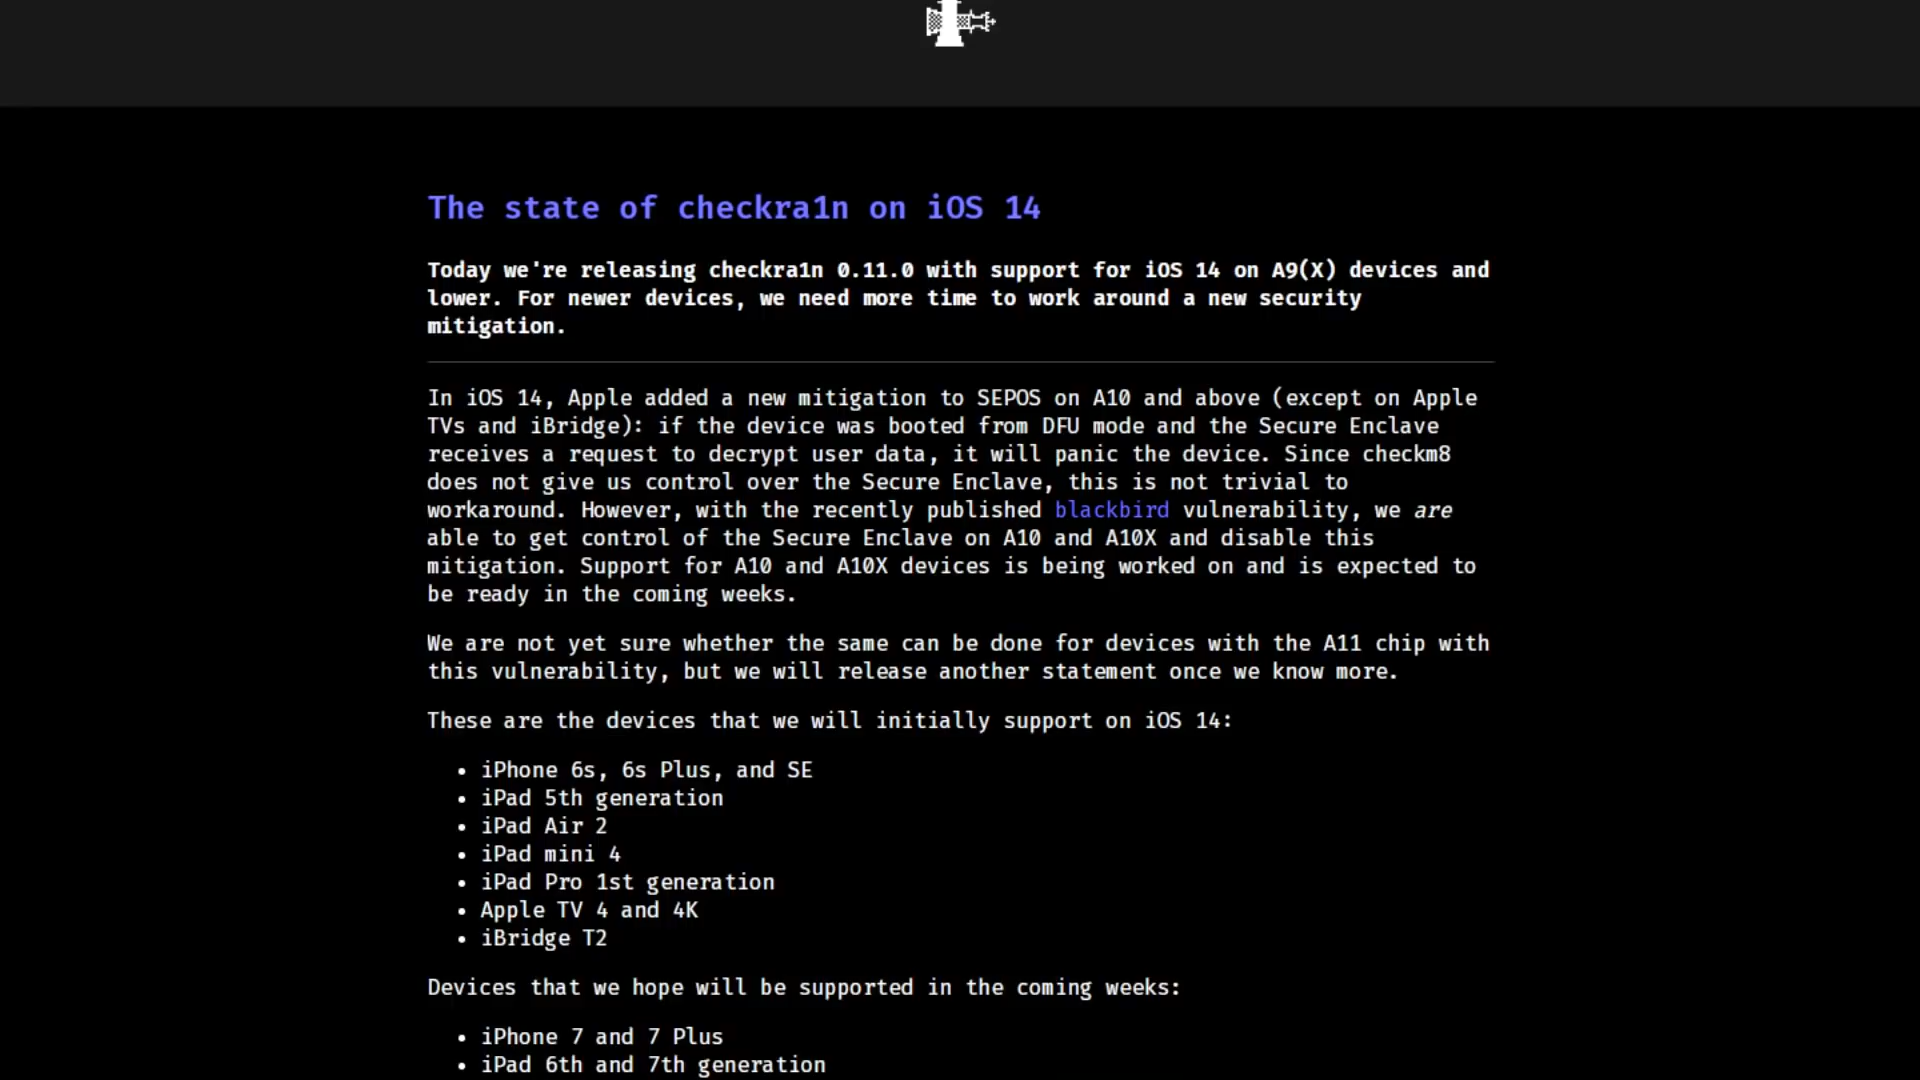 The state of checkra1n on iOS 14
Today we're releasing checkra1n 0.11.0 with support for iOS 14 on A9(X) devices and
lower. For newer devices, we need more time to work around a new security
mitigation.
In iOS 14, Apple added a new mitigation to SEPOS on A10 and above (except on Apple
TVs and iBridge): if the device was booted from DFU mode and the Secure Enclave
receives a request to decrypt user data, it will panic the device. Since checkm8
does not give us control over the Secure Enclave, this is not trivial to
workaround. However, with the recently published blackbird vulnerability, we are
able to get control of the Secure Enclave on A10 and A10X and disable this
mitigation. Support for A10 and A10X devices is being worked on and is expected to
be ready in the coming weeks.
We are not yet sure whether the same can be done for devices with the A11 chip with
this vulnerability, but we will release another statement once we know more.
These are the devices that we will initially support on iOS 14:
• iPhone 6s, 6s Plus, and SE
• iPad 5th generation
• iPad Air 2
• iPad mini 4
• iPad Pro 1st generation
• Apple TV 4 and 4K
• iBridge T2
Devices that we hope will be supported in the coming weeks:
• iPhone 7 and 7 Plus
• iPad 6th and 7th generation